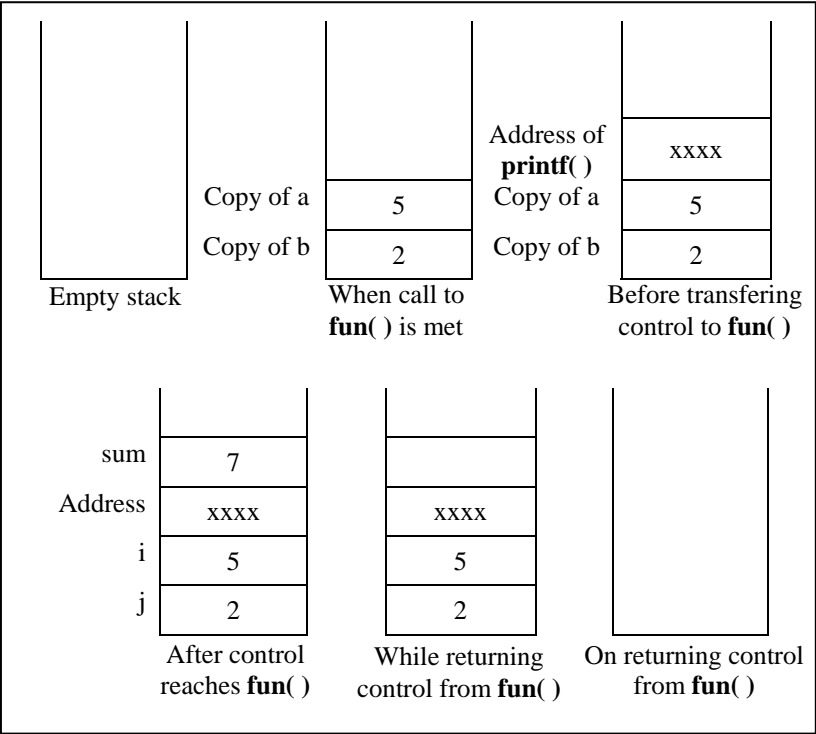 Address of
printf( )
xxxx
Copy of a
5
Copy of a
5
Copy of b
2
Copy of b
2
Empty stack
When call to
fun( ) is met
Before transfering
control to fun( )
sum
7
Address
xxxx
xxxx
i
5
5
j
2
2
After control
reaches fun( )
While returning
control from fun( )
On returning control
from fun( )